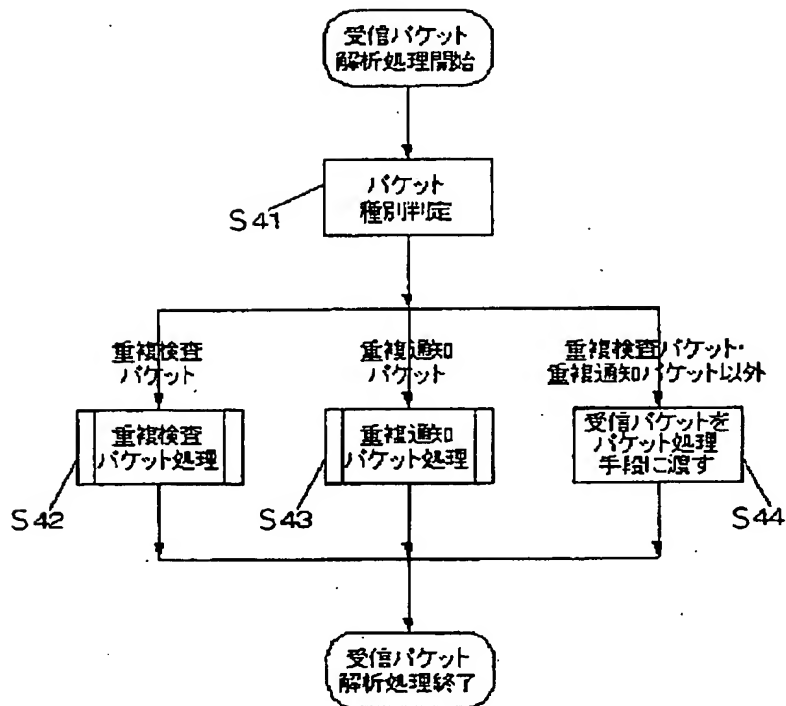 受信パケット
解析処理開始
パケット
種別判定
S41
重複検査
パケット
重複通知
パケット
重複検査パケット・
重複通知パケット以外
重複検査
パケット処理
重複通知
パケット処理
受信パケットを
パケット処理
手段に渡す
S42
S43
S44
受信パケット
解析処理終了